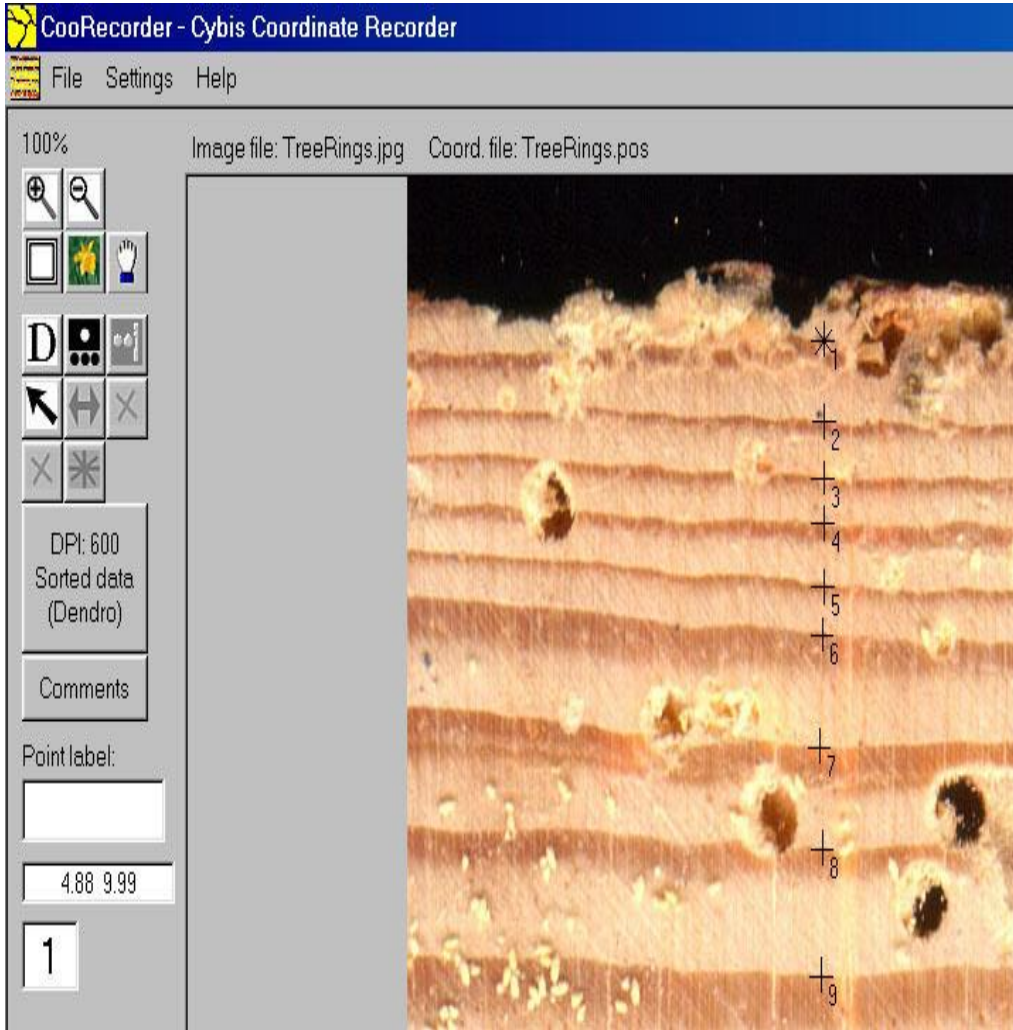 CooRecorder - Cybis Coordinate Recorder
File Settings Help
100%
Image file: TreeRings.jpg Coord. file: TreeRings.pos
D
DPI: 600
Sorted data
(Dendro)
Comments
Point label:
4.88 9.99
1
1
2
3
4
5
6
7
8
9